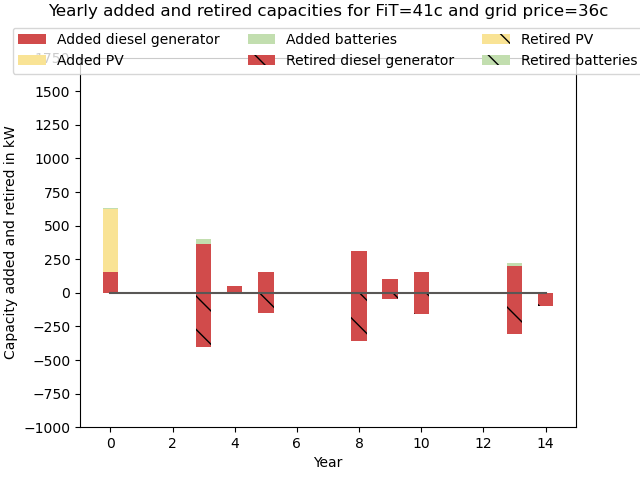 Yearly added and retired capacities for FiT=41c and grid price=36c
Added diesel generator
Added batteries
Retired PV
Added PV
Retired diesel generator
Retired batteries
1750
1500
1250
1000
750
500
250
0
−250
−500
−750
−1000
Capacity added and retired in kW
0 2 4 6 8 10 12 14
Year